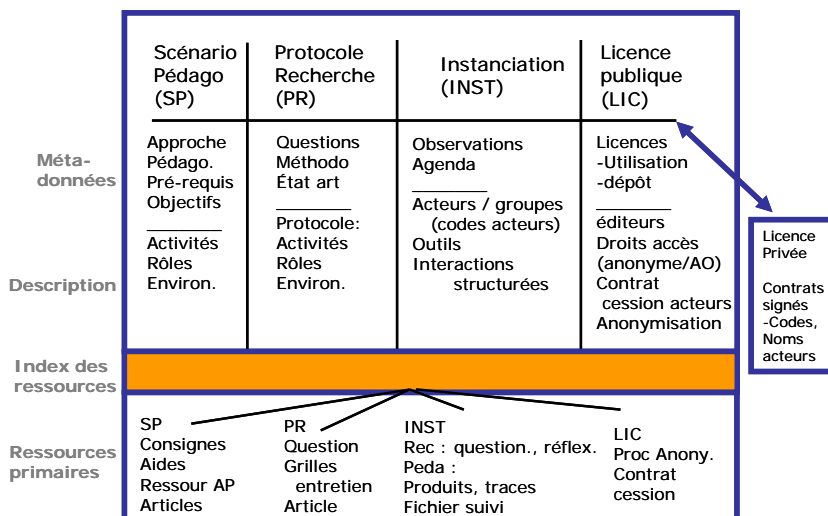 Scénario
Pédago
(SP)
Protocole
Recherche
(PR)
Instanciation
(INST)
Licence
publique
(LIC)
Méta-
données
Approche
Pédago.
Pré-requis
Objectifs
Activités
Rôles
Environ.
Questions
Méthodo
État art
Protocole:
Activités
Rôles
Environ.
Observations
Agenda
Acteurs / groupes
(codes acteurs)
Outils
Interactions
structurées
Licences
-Utilisation
-dépôt
éditeurs
Droits accès
(anonyme/AO)
Contrat
cession acteurs
Anonymisation
Licence
Privée
Contrats
signés
-Codes,
Noms
acteurs
Description
Index des
ressources
Ressources
primaires
SP
Consignes
Aides
Ressour AP
Articles
PR
Question
Grilles
entretien
Article
INST
Rec : question., réflex.
Peda :
Produits, traces
Fichier suivi
LIC
Proc Anony.
Contrat
cession